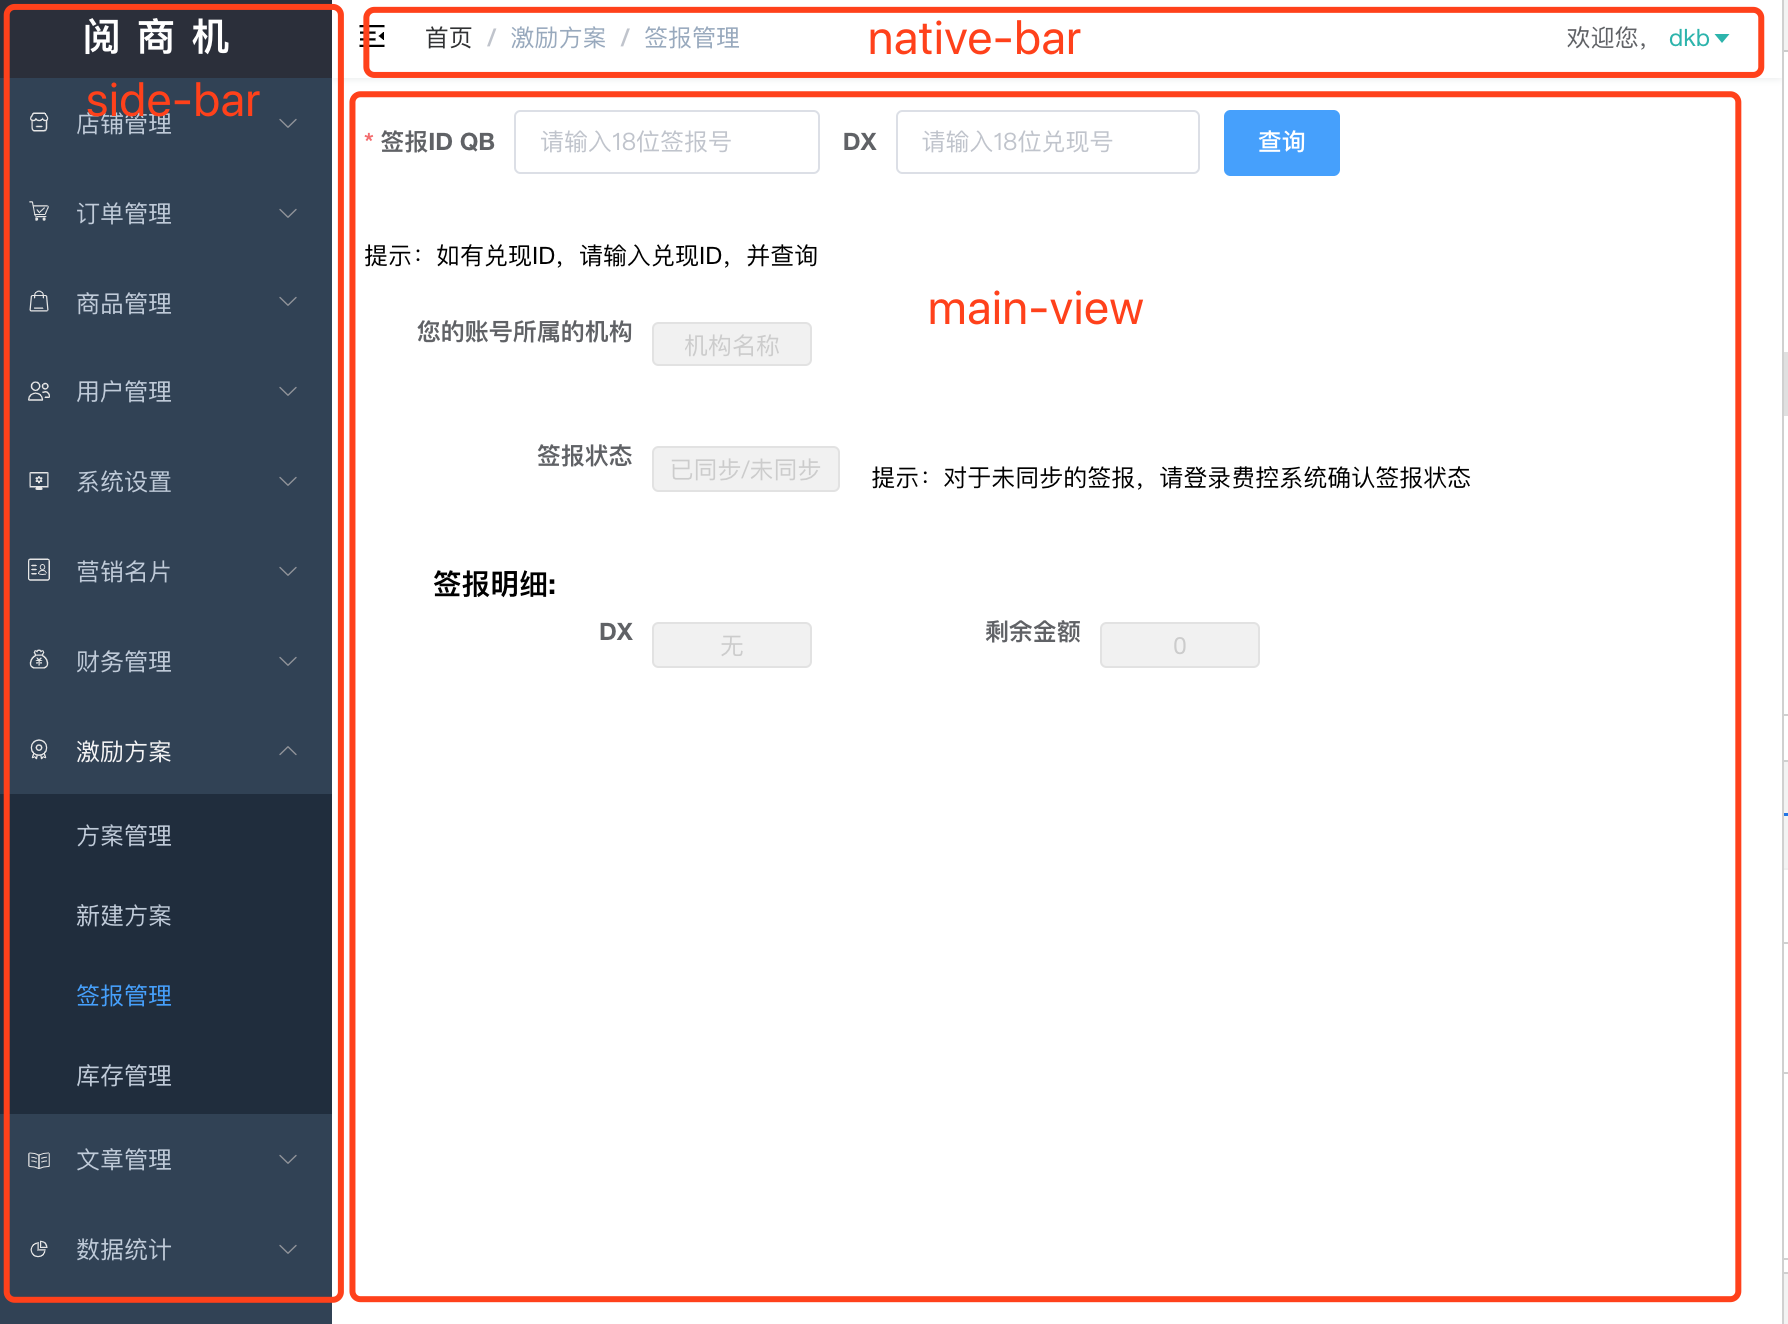 阅商机
side-bar
店铺管理
订单管理
商品管理
用户管理
系统设置
营销名片
财务管理
激励方案
方案管理
新建方案
签报管理
库存管理
文章管理
数据统计
首页 / 激励方案 / 签报管理
native-bar
欢迎您， dkb
* 签报ID QB 请输入18位签报号 DX 请输入18位兑现号 查询
提示：如有兑现ID，请输入兑现ID，并查询
main-view
您的账号所属的机构 机构名称
签报状态 已同步/未同步 提示：对于未同步的签报，请登录费控系统确认签报状态
签报明细:
DX 无 剩余金额 0